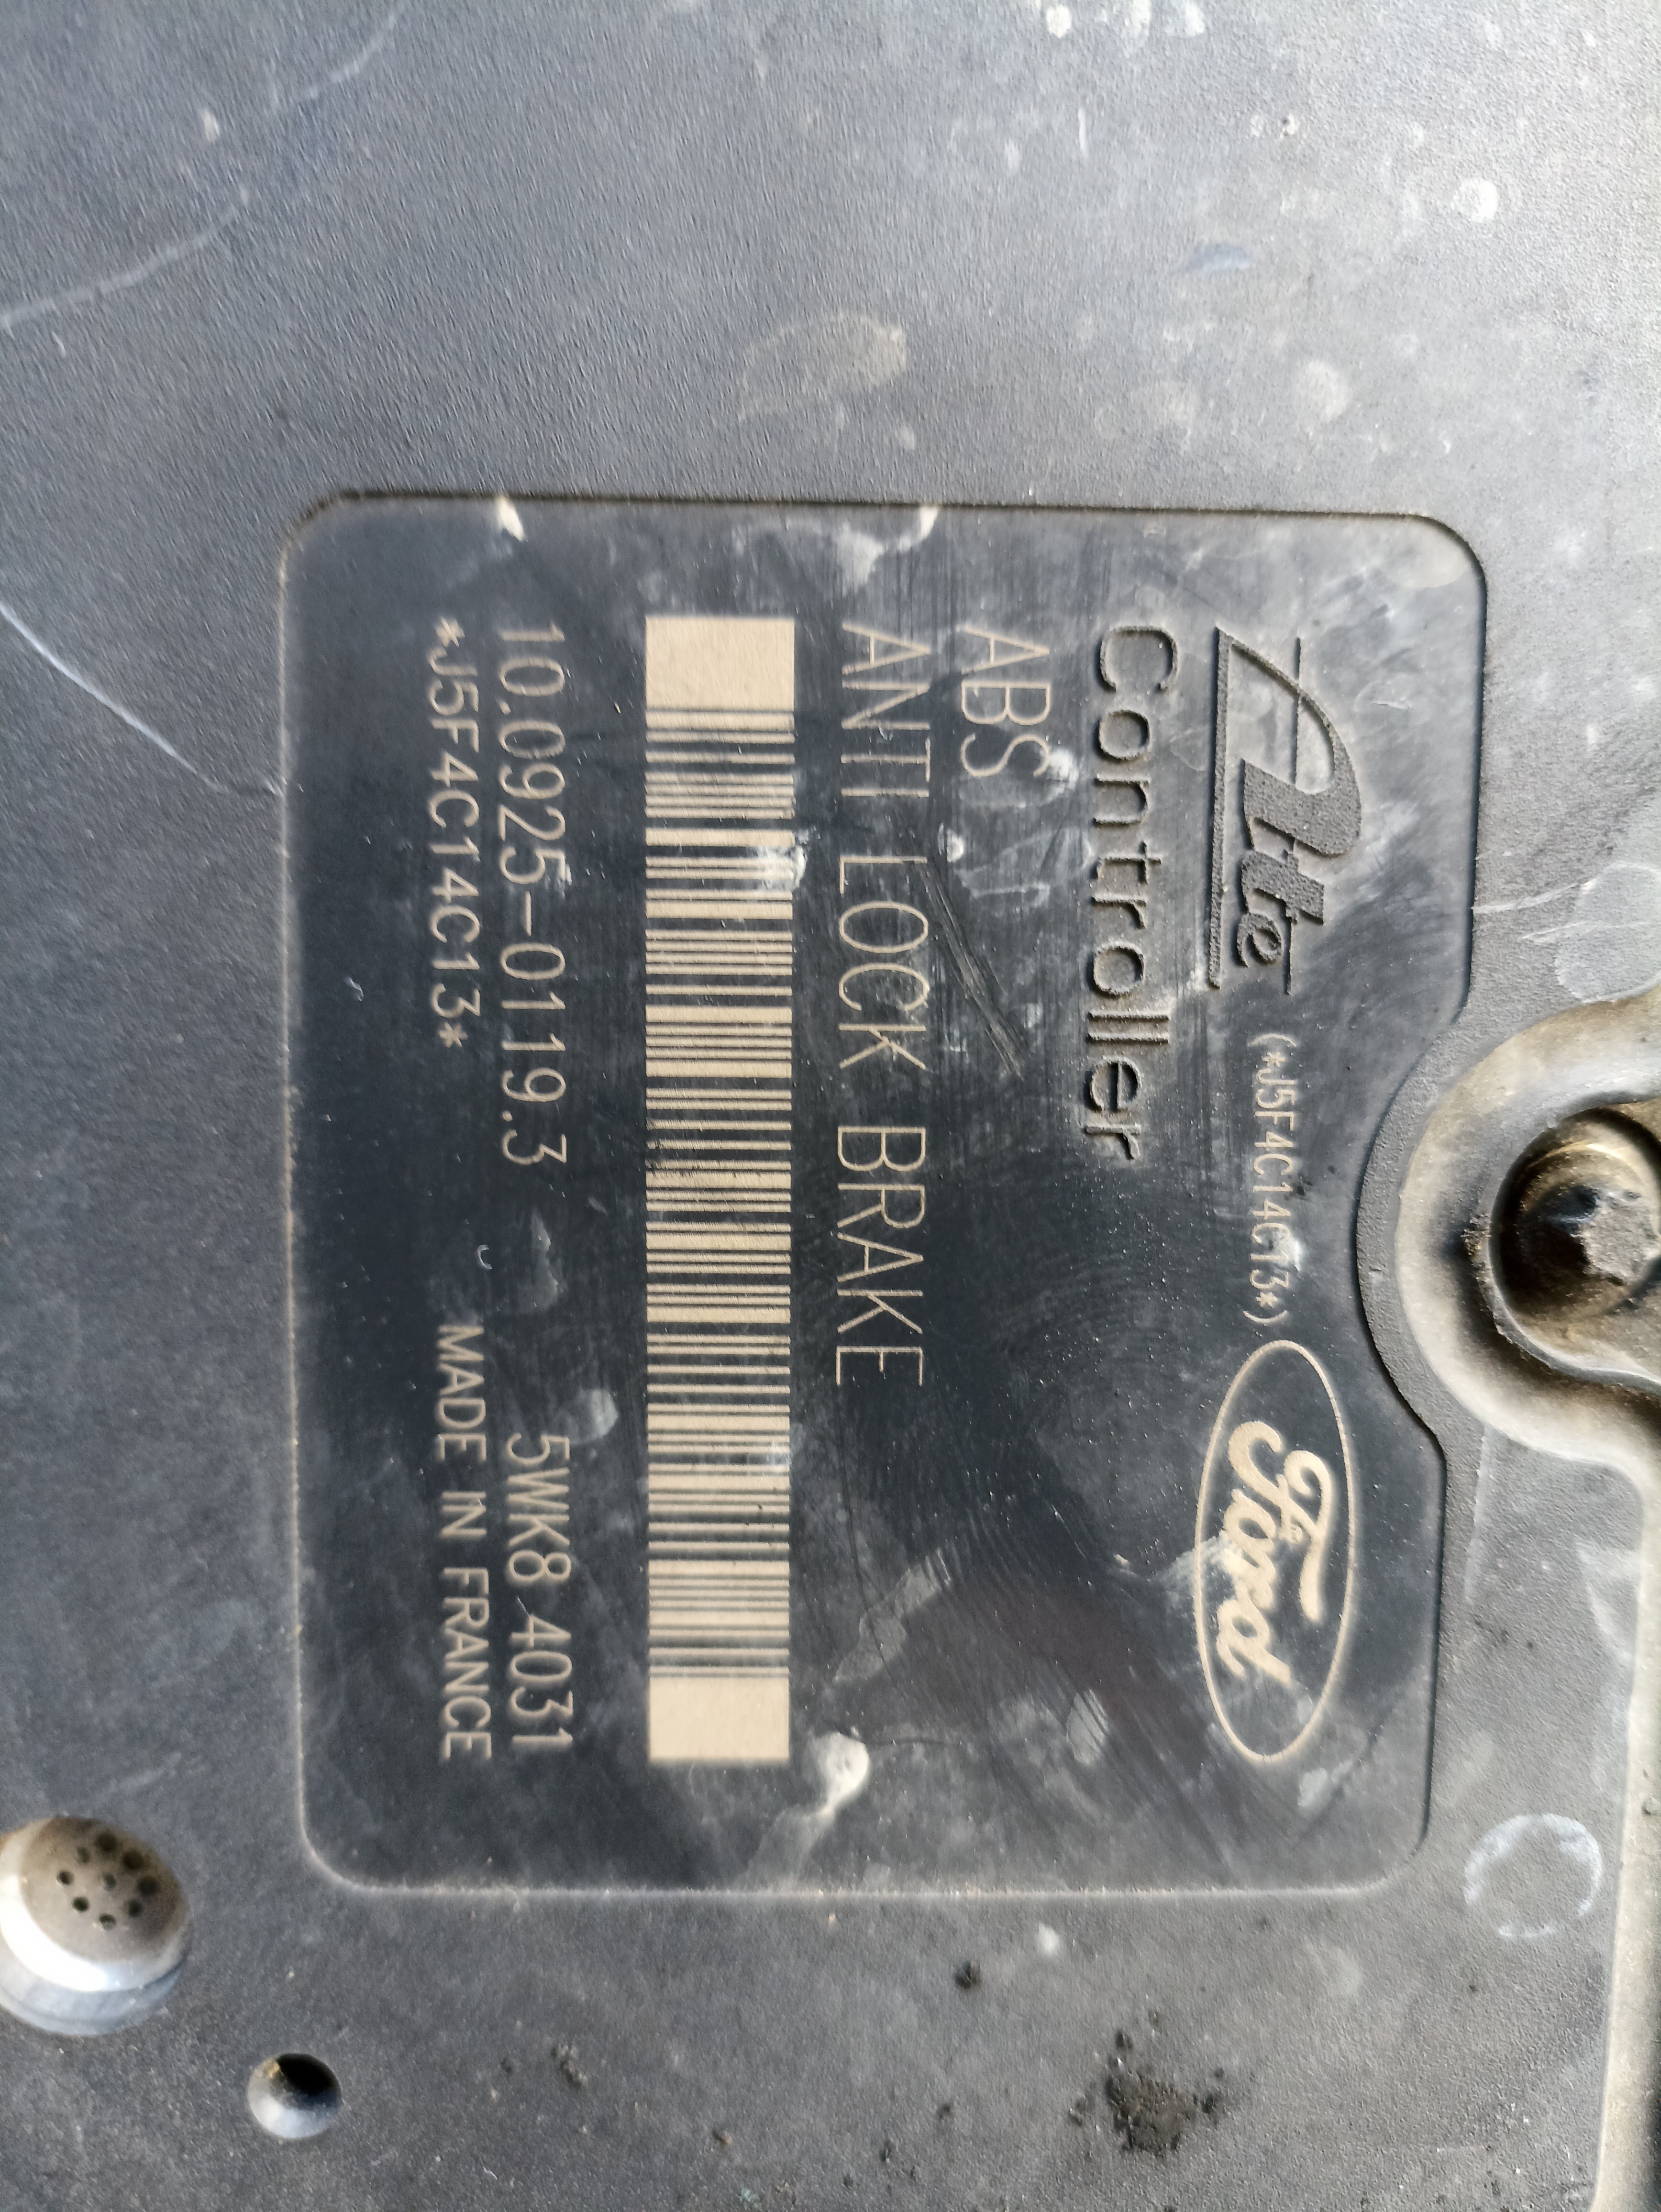 Ate (*J5F4C14C13*) Ford
Controller
ABS
ANTI LOCK BRAKE
10.0925-0119.3 5WK8 4031
*J5F4C14C13* MADE IN FRANCE